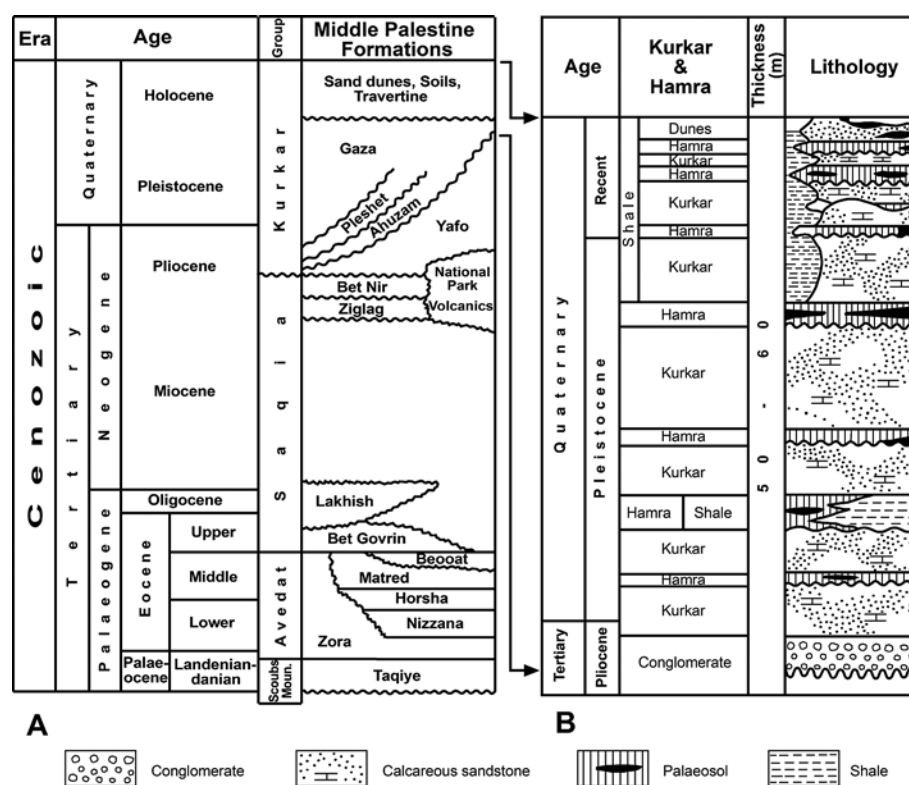 Era
Age
Group
Middle Palestine
Formations
Cenozoic
Quaternary
Tertiary
Neogene
Palaeogene
Eocene
Holocene
Pleistocene
Pliocene
Miocene
Oligocene
Upper
Middle
Lower
Palae-
ocene
Landenian-
danian
Kurkar
Saqia
Avedat
Scoubs
Moun.
Sand dunes, Soils,
Travertine
Gaza
Pleshet
Ahuzam
Yafo
Bet Nir
Ziglag
National
Park
Volcanics
Lakhish
Bet Govrin
Beooat
Matred
Horsha
Nizzana
Zora
Taqiye
A
Age
Kurkar
&
Hamra
Thickness
(m)
Lithology
Quaternary
Tertiary
Recent
Pleistocene
Pliocene
Shale
Dunes
Hamra
Kurkar
Hamra
Kurkar
Hamra
Kurkar
Hamra
Kurkar
Hamra
Kurkar
Hamra
Shale
Kurkar
Hamra
Kurkar
Conglomerate
50 - 60
B
Conglomerate
Calcareous sandstone
Palaeosol
Shale